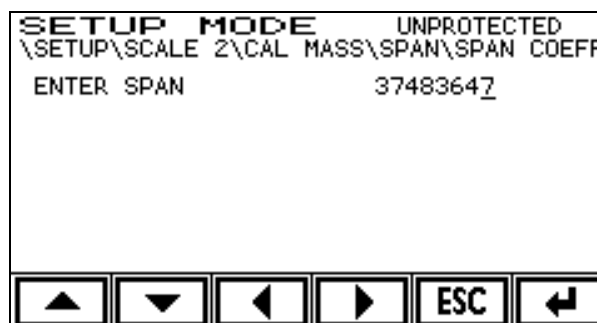 SETUP MODE UNPROTECTED
\SETUP\SCALE 2\CAL MASS\SPAN\SPAN COEFF
ENTER SPAN 37483647
ESC